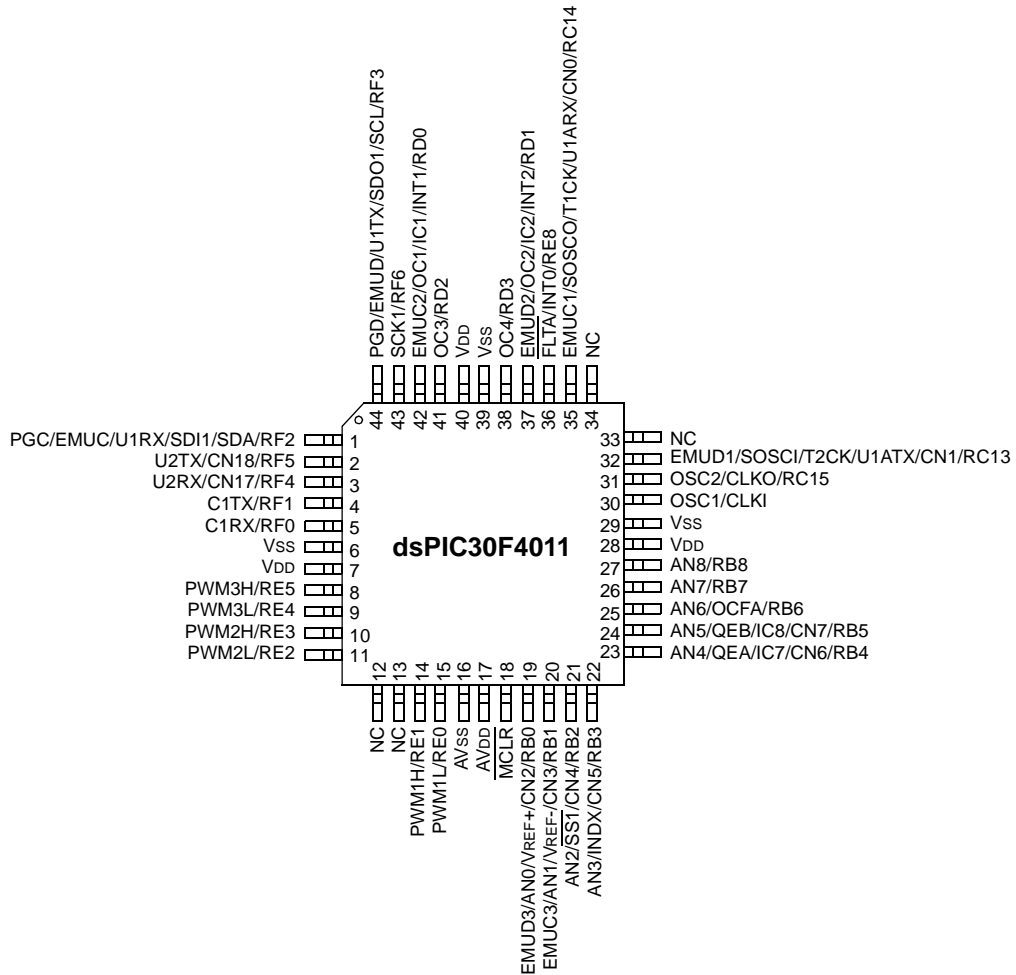 PGD/EMUD/U1TX/SDO1/SCL/RF3
SCK1/RF6
EMUC2/OC1/IC1/INT1/RD0
OC3/RD2
VDD
VSS
OC4/RD3
EMUD2/OC2/IC2/INT2/RD1
FLTA/INT0/RE8
EMUC1/SOSCO/T1CK/U1ARX/CN0/RC14
NC
44
43
42
41
40
39
38
37
36
35
34
PGC/EMUC/U1RX/SDI1/SDA/RF2 1
U2TX/CN18/RF5 2
U2RX/CN17/RF4 3
C1TX/RF1 4
C1RX/RF0 5
VSS 6
VDD 7
PWM3H/RE5 8
PWM3L/RE4 9
PWM2H/RE3 10
PWM2L/RE2 11
dsPIC30F4011
33 NC
32 EMUD1/SOSCI/T2CK/U1ATX/CN1/RC13
31 OSC2/CLKO/RC15
30 OSC1/CLKI
29 VSS
28 VDD
27 AN8/RB8
26 AN7/RB7
25 AN6/OCFA/RB6
24 AN5/QEB/IC8/CN7/RB5
23 AN4/QEA/IC7/CN6/RB4
12
13
14
15
16
17
18
19
20
21
22
NC
NC
PWM1H/RE1
PWM1L/RE0
AVSS
AVDD
MCLR
EMUD3/AN0/VREF+/CN2/RB0
EMUC3/AN1/VREF-/CN3/RB1
AN2/SS1/CN4/RB2
AN3/INDX/CN5/RB3